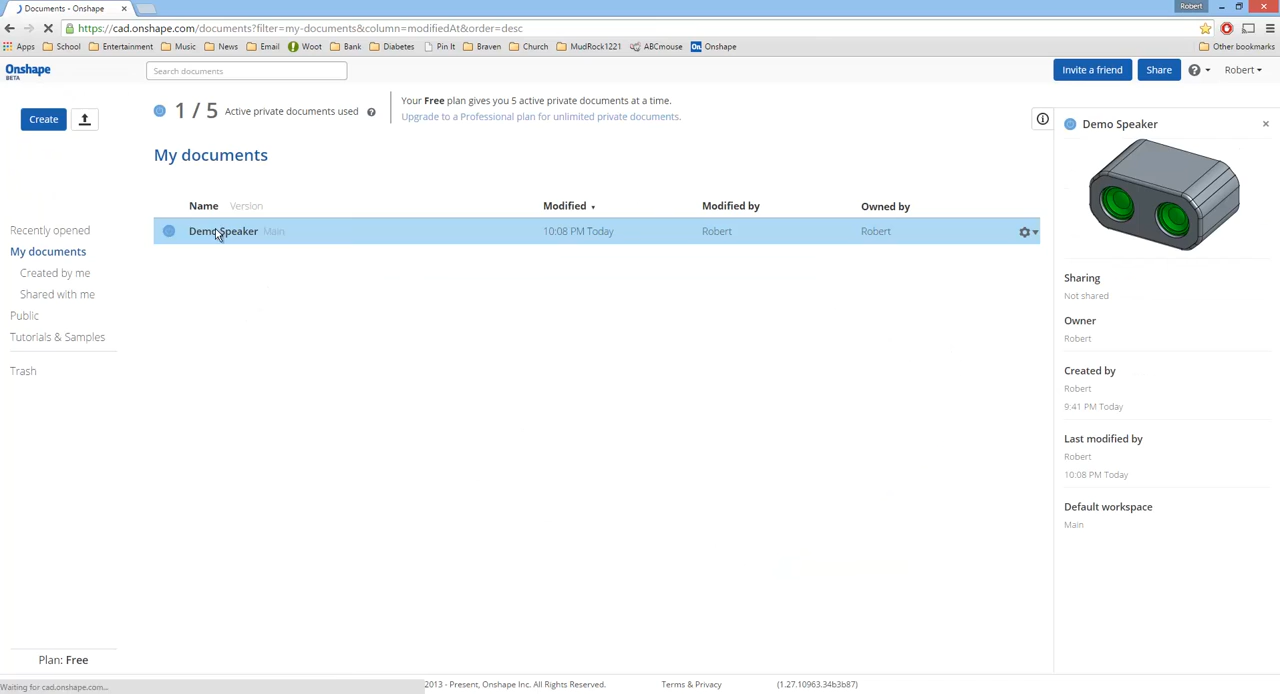 Documents - Onshape
Robert
https://cad.onshape.com/documents?filter=my-documents&column=modifiedAt&order=desc
Apps School Entertainment Music News Email Woot Bank Diabetes Pin It Braven Church MudRock1221 ABCmouse Onshape Other bookmarks
Onshape
BETA
Search documents
Invite a friend Share Robert
Create
1 / 5 Active private documents used
Your Free plan gives you 5 active private documents at a time.
Upgrade to a Professional plan for unlimited private documents.
My documents
Name Version Modified Modified by Owned by
Demo Speaker Main 10:08 PM Today Robert Robert
Recently opened
My documents
Created by me
Shared with me
Public
Tutorials & Samples
Trash
Plan: Free
Demo Speaker
Sharing
Not shared
Owner
Robert
Created by
Robert
9:41 PM Today
Last modified by
Robert
10:08 PM Today
Default workspace
Main
Waiting for cad.onshape.com...
2013 - Present, Onshape Inc. All Rights Reserved. Terms & Privacy (1.27.10963.34b3b87)